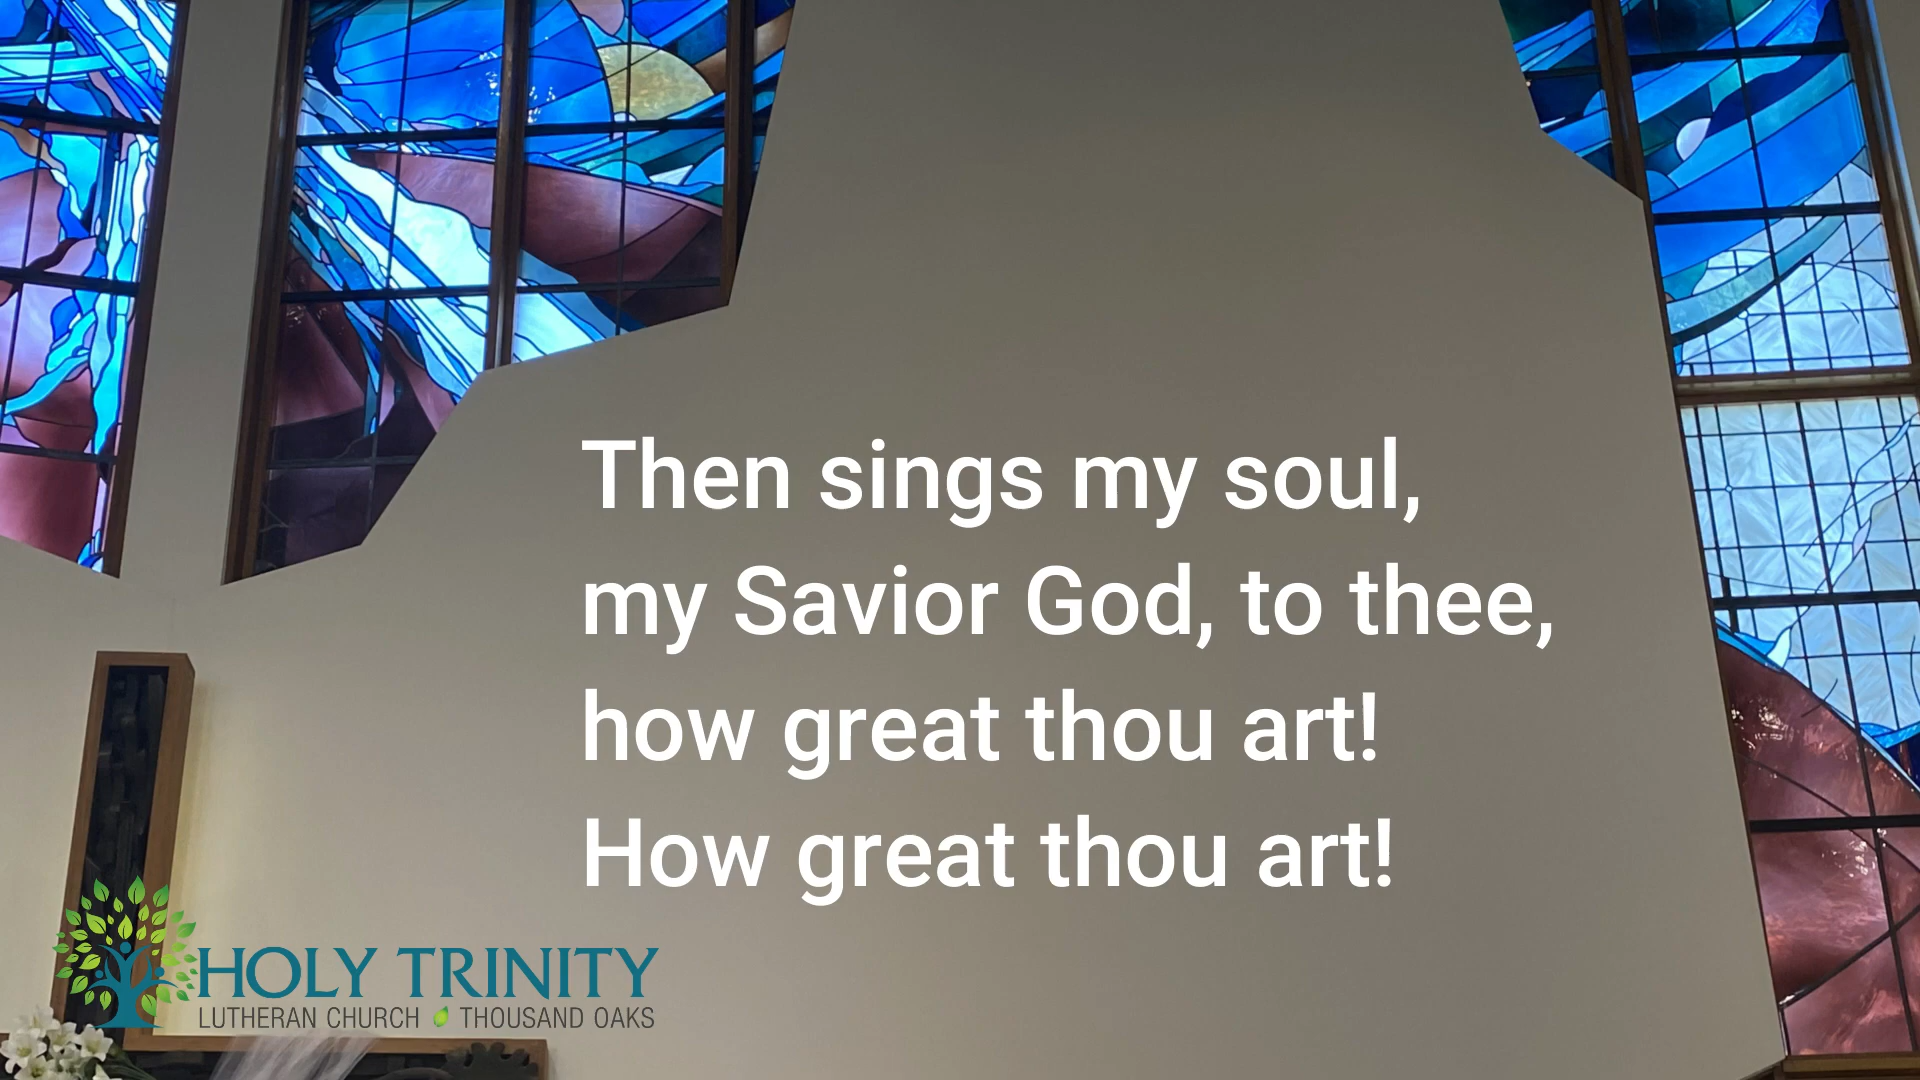 Then sings my soul,
my Savior God, to thee,
how great thou art!
How great thou art!
HOLY TRINITY
LUTHERAN CHURCH THOUSAND OAKS